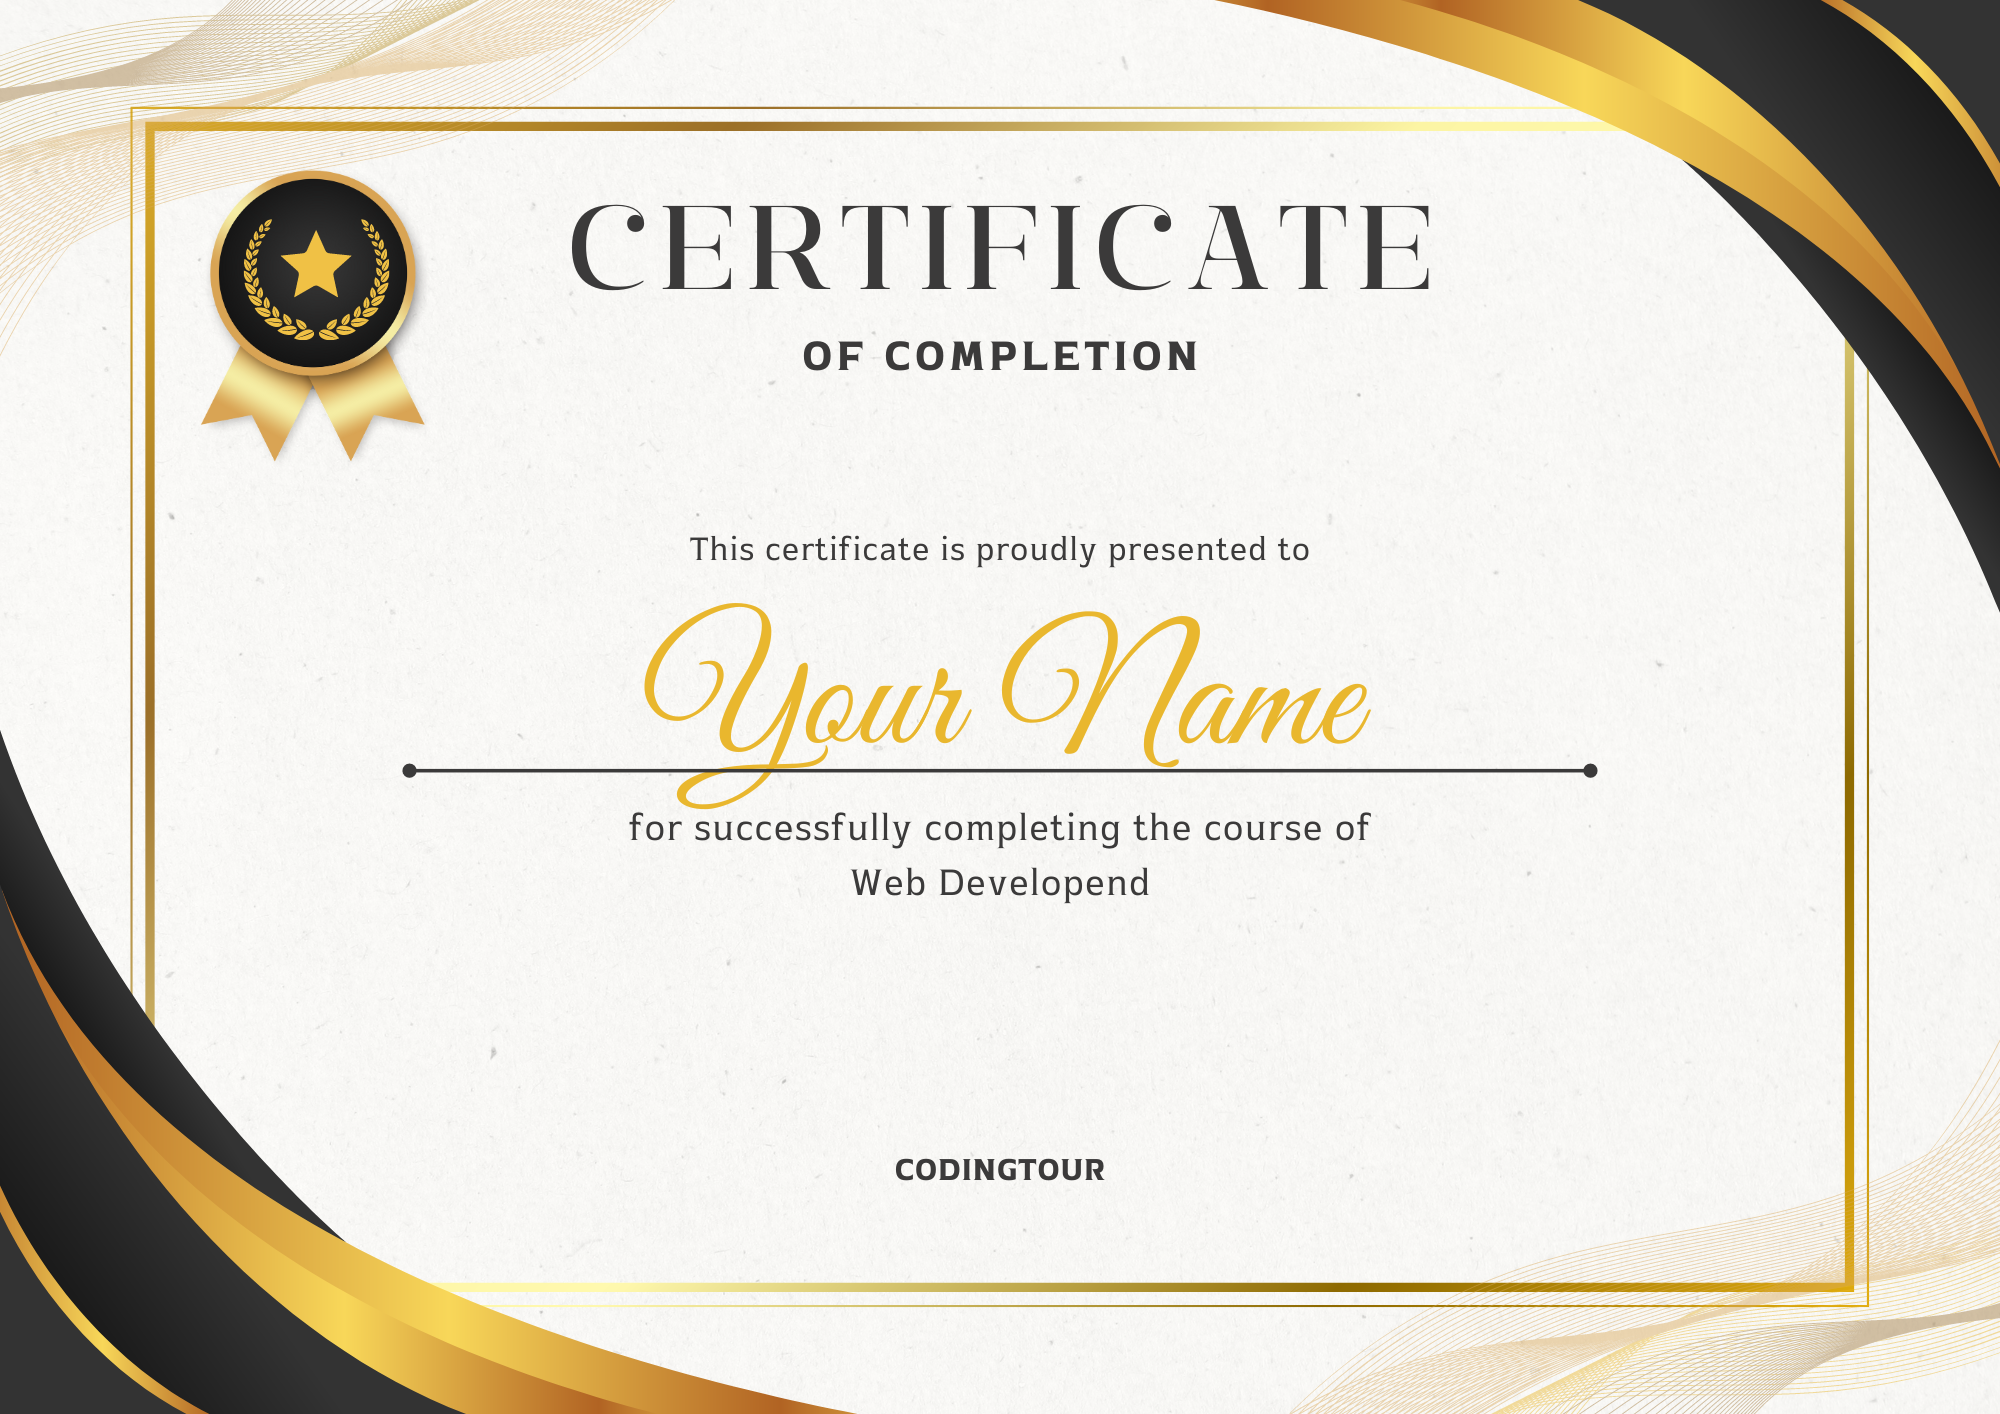 CERTIFICATE
OF COMPLETION
This certificate is proudly presented to
Your Name
for successfully completing the course of
Web Developend
CODINGTOUR